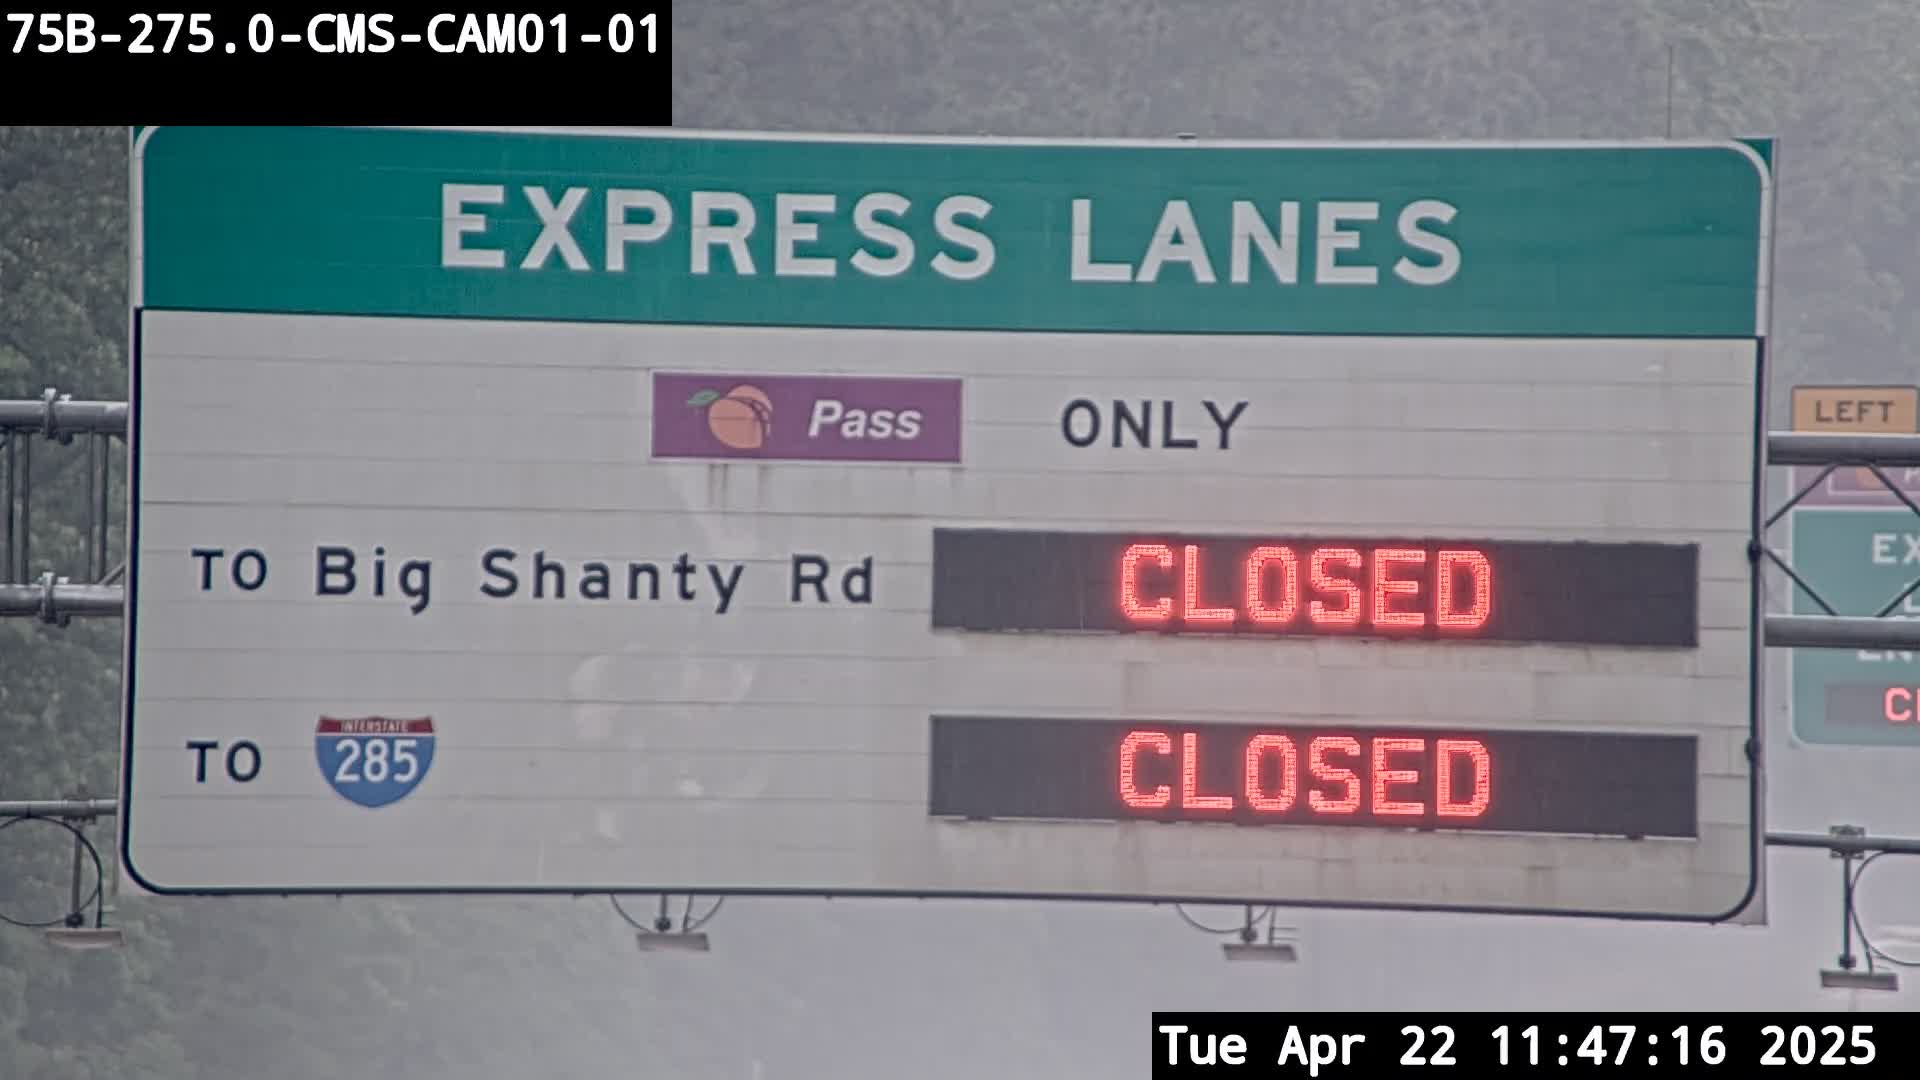 75B-275.0-CMS-CAM01-01
EXPRESS LANES
Pass ONLY
LEFT
TO Big Shanty Rd CLOSED
TO INTERSTATE 285 CLOSED
Tue Apr 22 11:47:16 2025